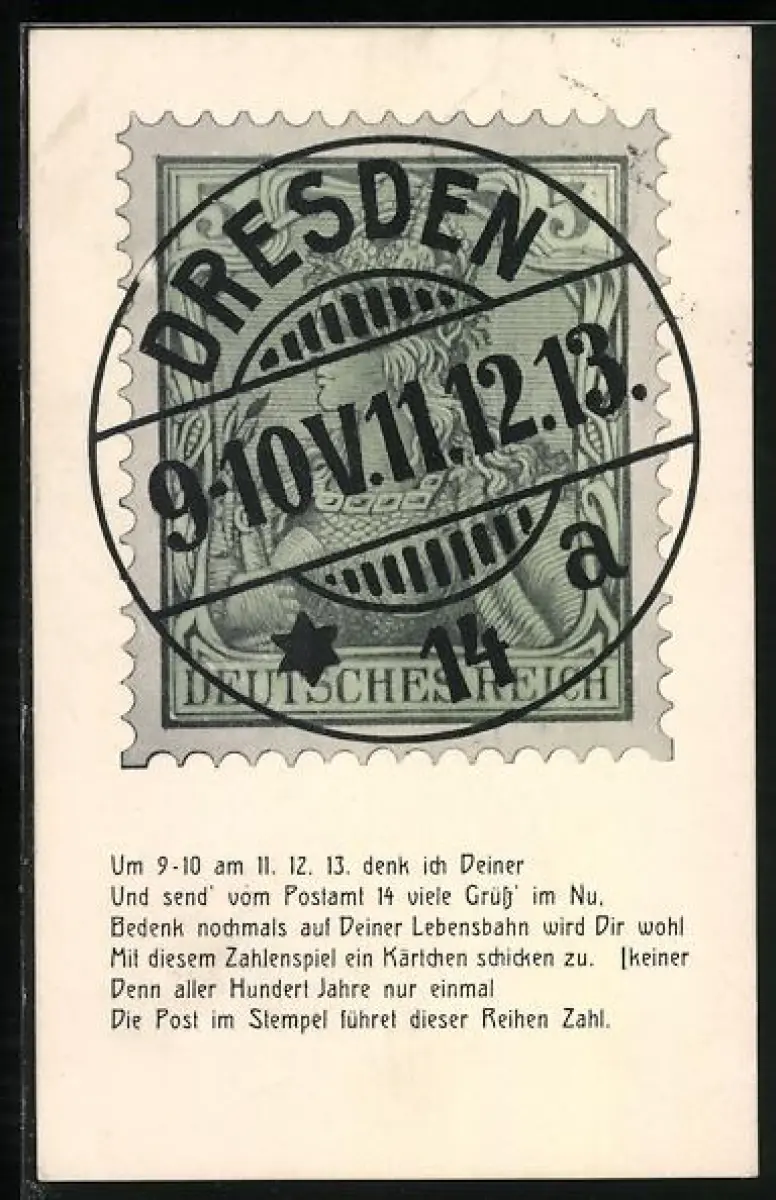 5 5
DRESDEN
9-10V.11.12.13.
a
* 14
DEUTSCHES REICH
Um 9-10 am 11. 12. 13. denk ich Deiner
Und send' vom Postamt 14 viele Grüß' im Nu,
Bedenk nochmals auf Deiner Lebensbahn wird Dir wohl
Mit diesem Zahlenspiel ein Kärtchen schicken zu. [keiner
Denn aller Hundert Jahre nur einmal
Die Post im Stempel führet dieser Reihen Zahl.